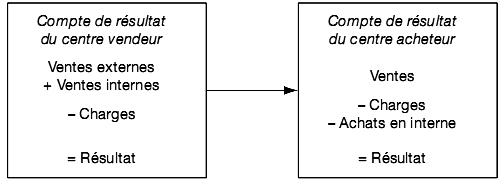 Compte de résultat
du centre vendeur
Ventes externes
+ Ventes internes
– Charges
= Résultat
Compte de résultat
du centre acheteur
Ventes
– Charges
– Achats en interne
= Résultat